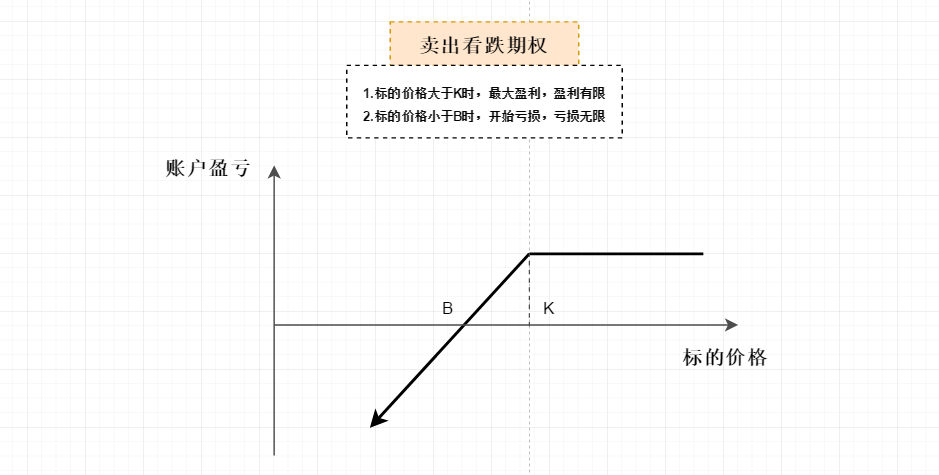 卖出看跌期权
1.标的价格大于K时，最大盈利，盈利有限
2.标的价格小于B时，开始亏损，亏损无限
账户盈亏
B
K
标的价格